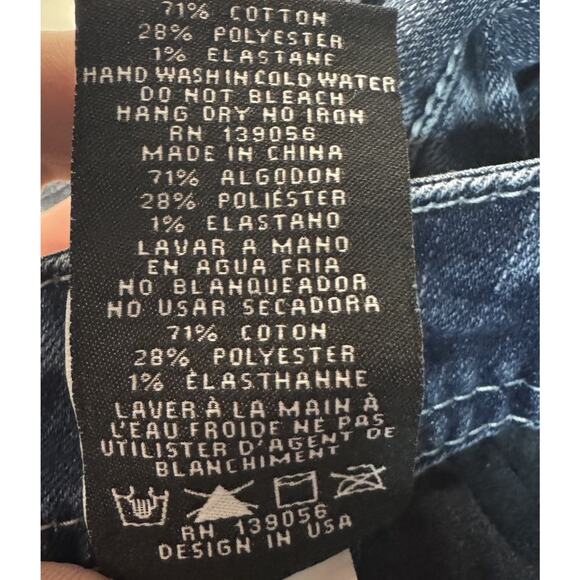 71% COTTON
28% POLYESTER
1% ELASTANE
HAND WASH IN COLD WATER
DO NOT BLEACH
HANG DRY NO IRON
RN 139056
MADE IN CHINA
71% ALGODON
28% POLIÉSTER
1% ELASTANO
LAVAR A MANO
EN AGUA FRIA
NO BLANQUEADOR
NO USAR SECADORA
71% COTON
28% POLYESTER
1% ÉLASTHANNE
LAVER À LA MAIN À
L'EAU FROIDE NE PAS
UTILISTER D'AGENT DE
BLANCHIMENT
RN 139056
DESIGN IN USA